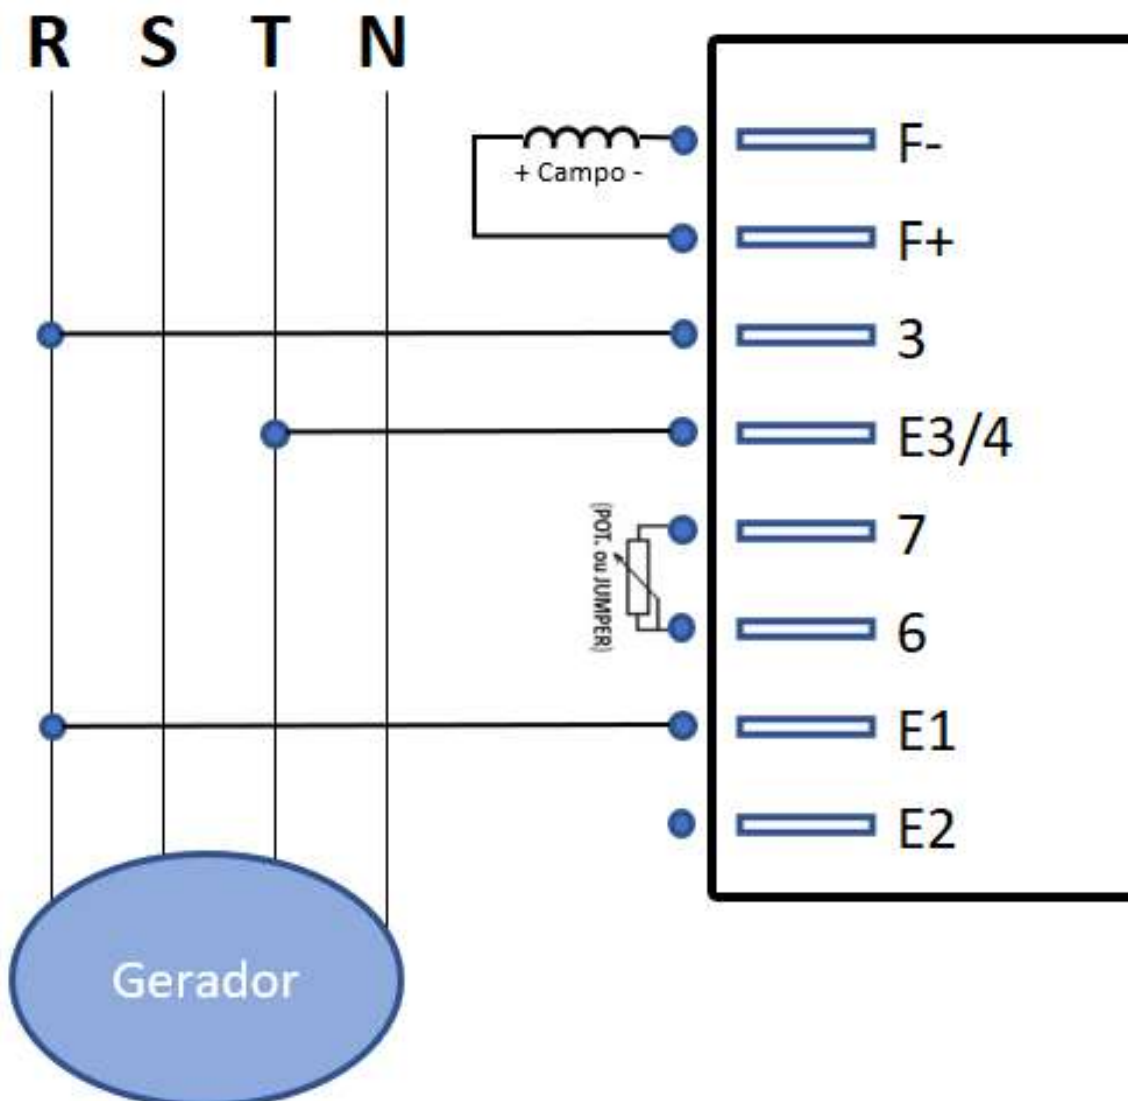 R S T N
F-
+ Campo -
F+
3
E3/4
7
(POT. ou JUMPER)
6
E1
E2
Gerador